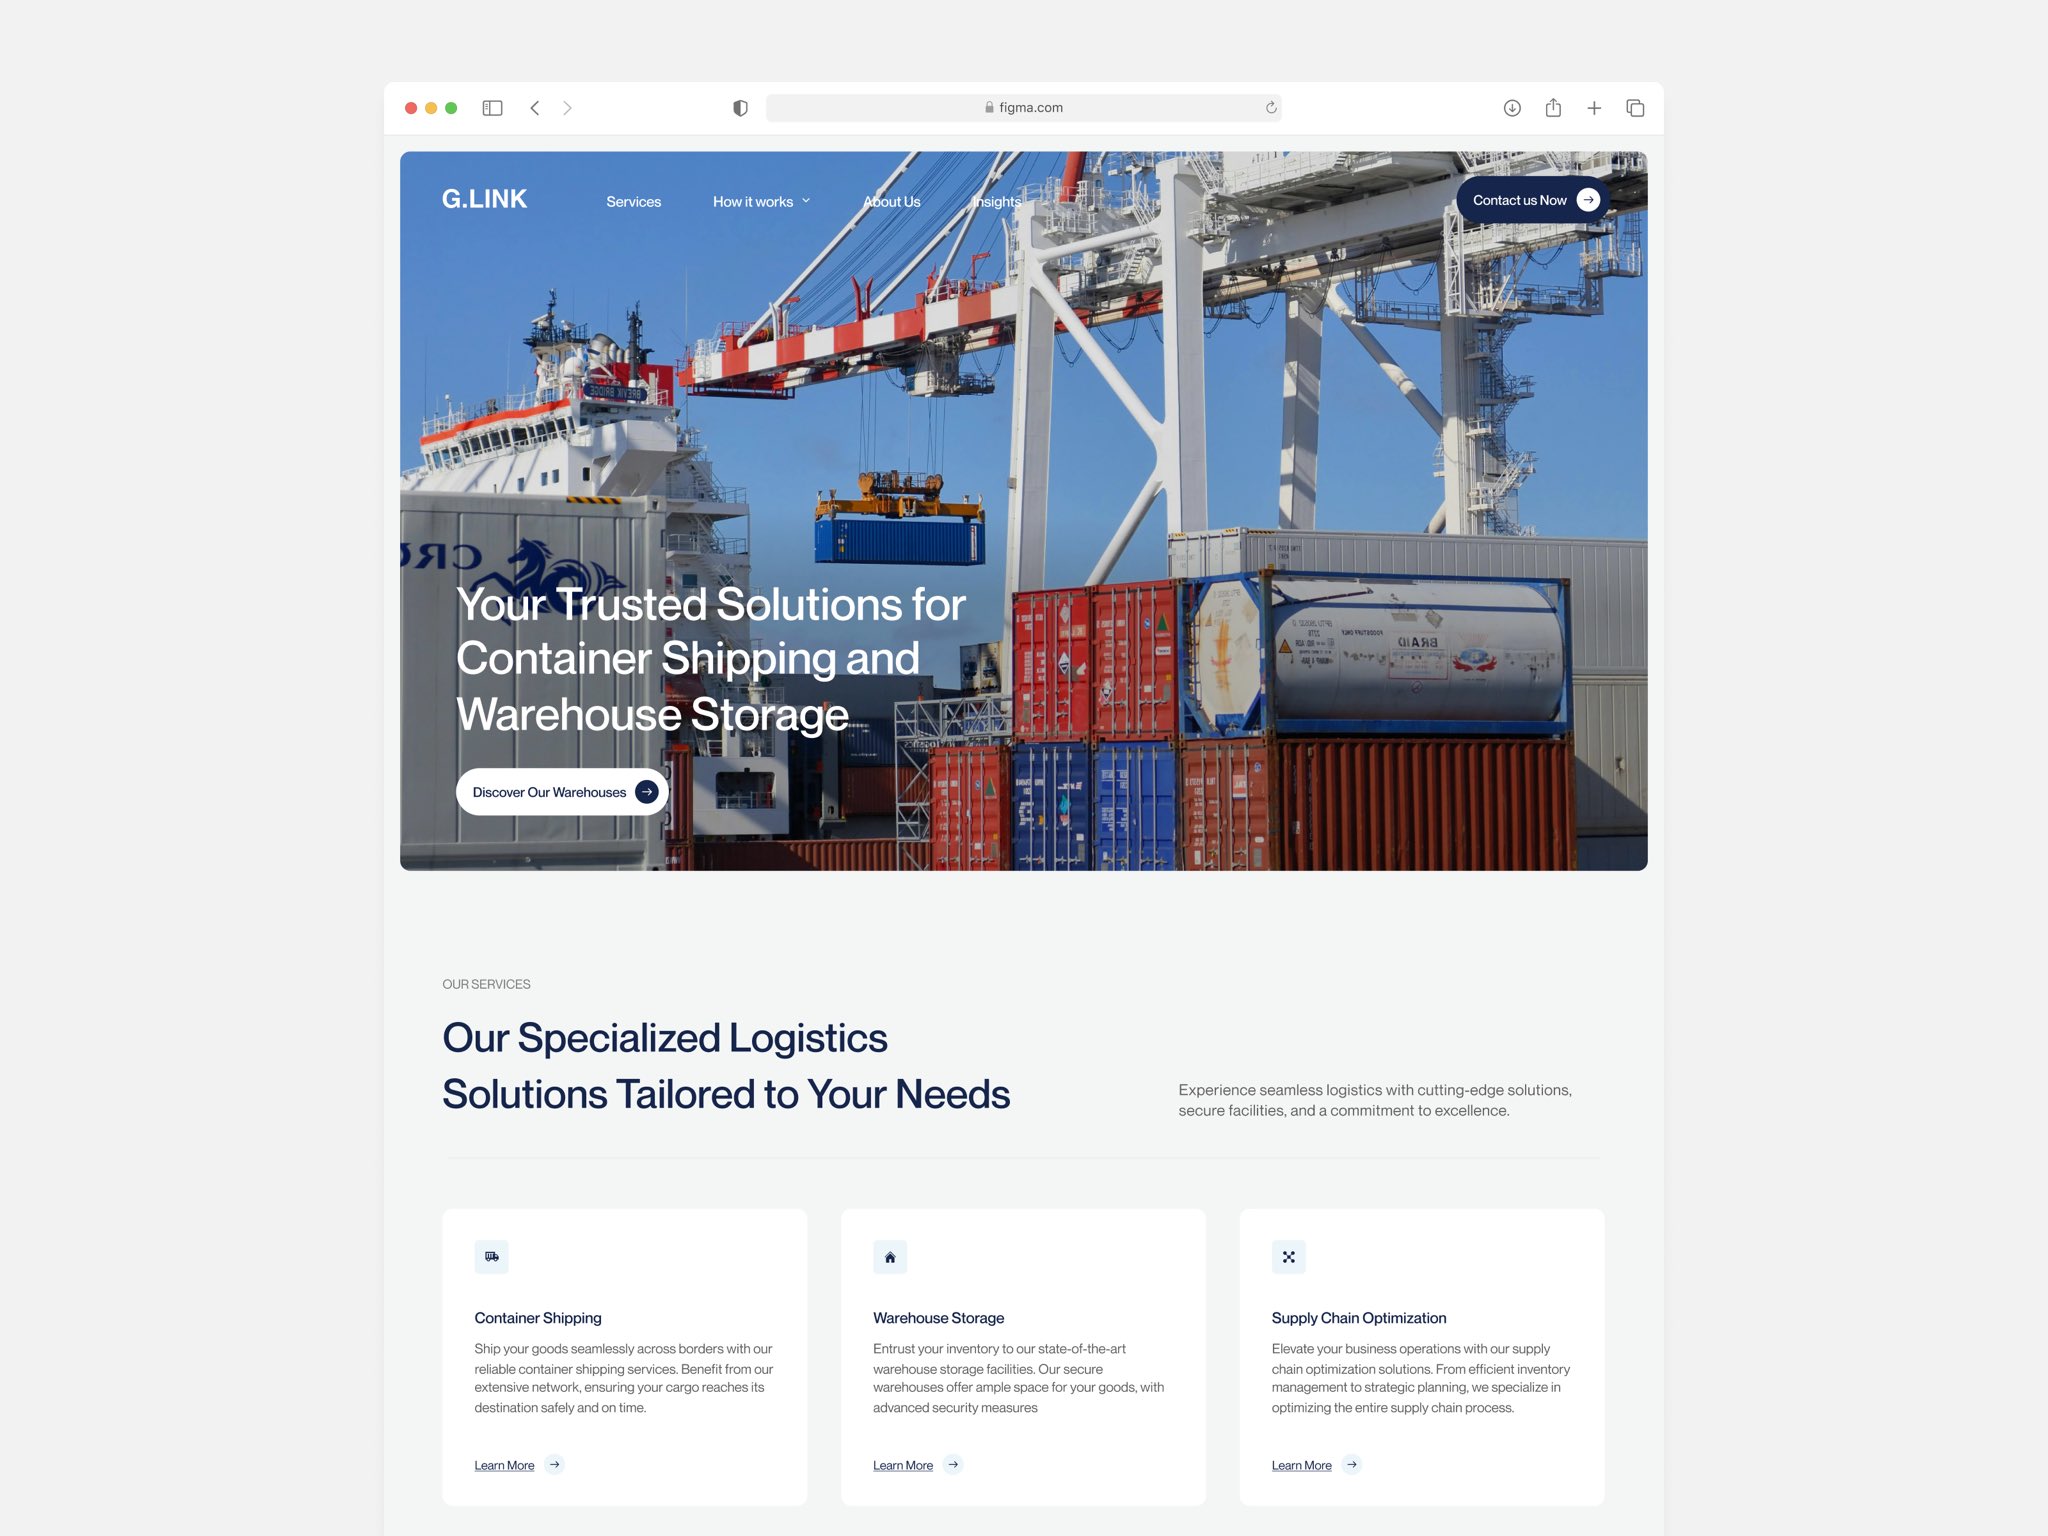 figma.com
G.LINK
Services
How it works
About Us
Insights
Contact us Now
BREVIK BRIDGE
CRO
FOODSTUFF ONLY
BRAID
Your Trusted Solutions for
Container Shipping and
Warehouse Storage
Discover Our Warehouses
OUR SERVICES
Our Specialized Logistics
Solutions Tailored to Your Needs
Experience seamless logistics with cutting-edge solutions,
secure facilities, and a commitment to excellence.
Container Shipping
Ship your goods seamlessly across borders with our
reliable container shipping services. Benefit from our
extensive network, ensuring your cargo reaches its
destination safely and on time.
Learn More
Warehouse Storage
Entrust your inventory to our state-of-the-art
warehouse storage facilities. Our secure
warehouses offer ample space for your goods, with
advanced security measures
Learn More
Supply Chain Optimization
Elevate your business operations with our supply
chain optimization solutions. From efficient inventory
management to strategic planning, we specialize in
optimizing the entire supply chain process.
Learn More